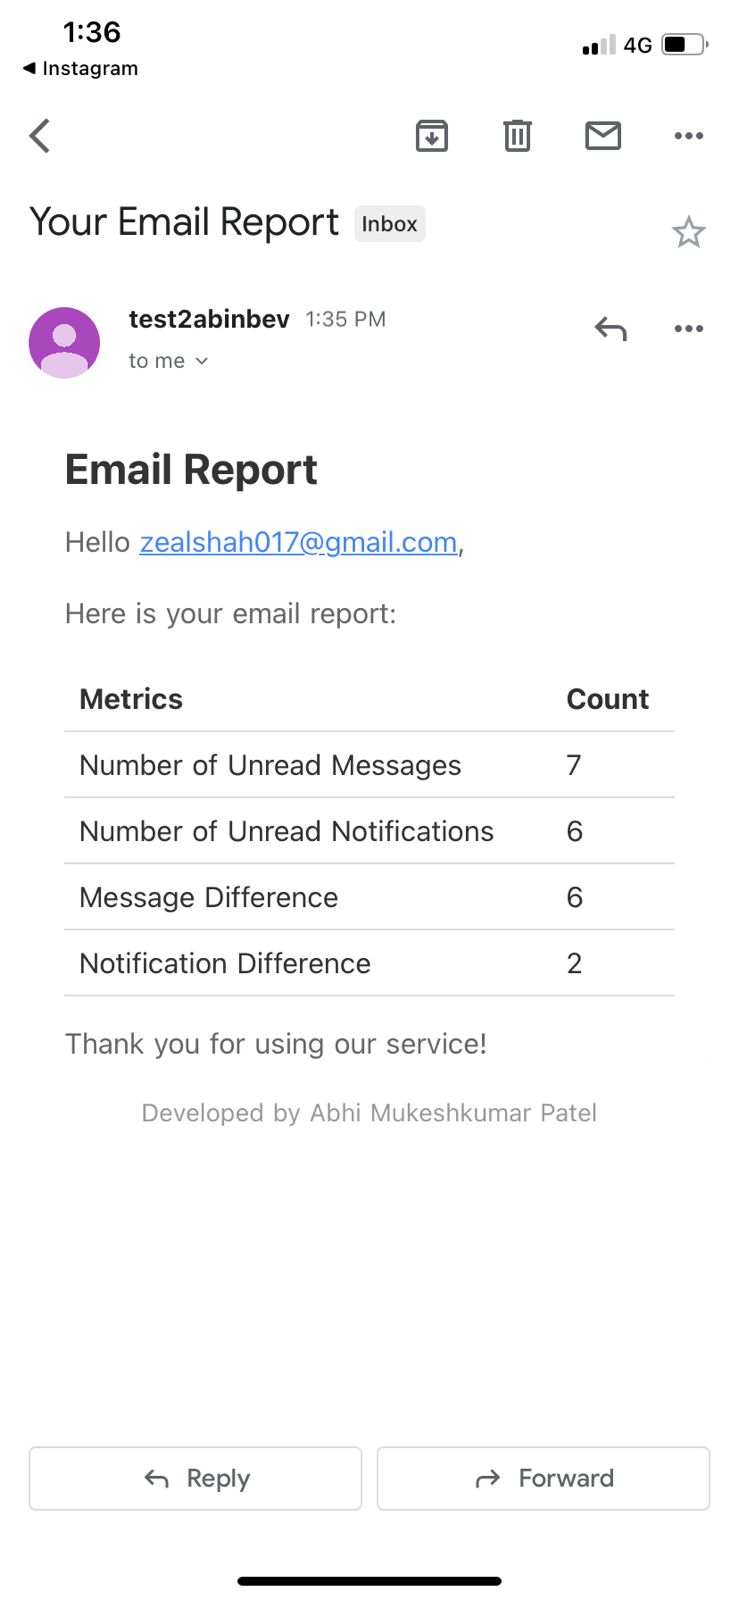 1:36
4G
◀ Instagram
Your Email Report Inbox
test2abinbev 1:35 PM
to me
Email Report
Hello zealshah017@gmail.com,
Here is your email report:
Metrics Count
Number of Unread Messages 7
Number of Unread Notifications 6
Message Difference 6
Notification Difference 2
Thank you for using our service!
Developed by Abhi Mukeshkumar Patel
Reply Forward